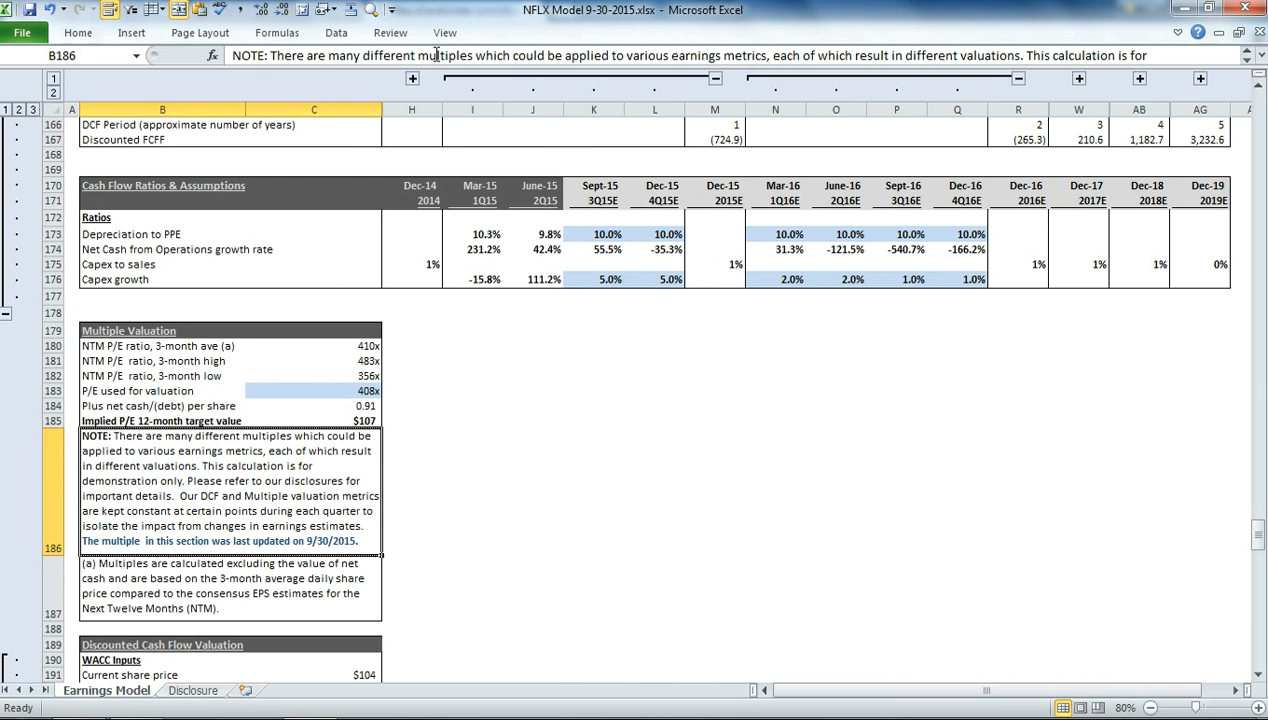 NFLX Model 9-30-2015.xlsx - Microsoft Excel
File Home Insert Page Layout Formulas Data Review View
B186 fx NOTE: There are many different multiples which could be applied to various earnings metrics, each of which result in different valuations. This calculation is for
1
2
1 2 3 A B C H I J K L M N O P Q R W AB AG
166 DCF Period (approximate number of years) 1 2 3 4 5
167 Discounted FCFF (724.9) (265.3) 210.6 1,182.7 3,232.6
168
169
170 Cash Flow Ratios & Assumptions Dec-14 Mar-15 June-15 Sept-15 Dec-15 Dec-15 Mar-16 June-16 Sept-16 Dec-16 Dec-16 Dec-17 Dec-18 Dec-19
171 2014 1Q15 2Q15 3Q15E 4Q15E 2015E 1Q16E 2Q16E 3Q16E 4Q16E 2016E 2017E 2018E 2019E
172 Ratios
173 Depreciation to PPE 10.3% 9.8% 10.0% 10.0% 10.0% 10.0% 10.0% 10.0%
174 Net Cash from Operations growth rate 231.2% 42.4% 55.5% -35.3% 31.3% -121.5% -540.7% -166.2%
175 Capex to sales 1% 1% 1% 1% 1% 0%
176 Capex growth -15.8% 111.2% 5.0% 5.0% 2.0% 2.0% 1.0% 1.0%
177
178
179 Multiple Valuation
180 NTM P/E ratio, 3-month ave (a) 410x
181 NTM P/E ratio, 3-month high 483x
182 NTM P/E ratio, 3-month low 356x
183 P/E used for valuation 408x
184 Plus net cash/(debt) per share 0.91
185 Implied P/E 12-month target value $107
NOTE: There are many different multiples which could be
applied to various earnings metrics, each of which result
in different valuations. This calculation is for
demonstration only. Please refer to our disclosures for
important details. Our DCF and Multiple valuation metrics
are kept constant at certain points during each quarter to
isolate the impact from changes in earnings estimates.
186 The multiple in this section was last updated on 9/30/2015.
(a) Multiples are calculated excluding the value of net
cash and are based on the 3-month average daily share
price compared to the consensus EPS estimates for the
187 Next Twelve Months (NTM).
188
189 Discounted Cash Flow Valuation
190 WACC Inputs
191 Current share price $104
Earnings Model Disclosure
Ready 80%